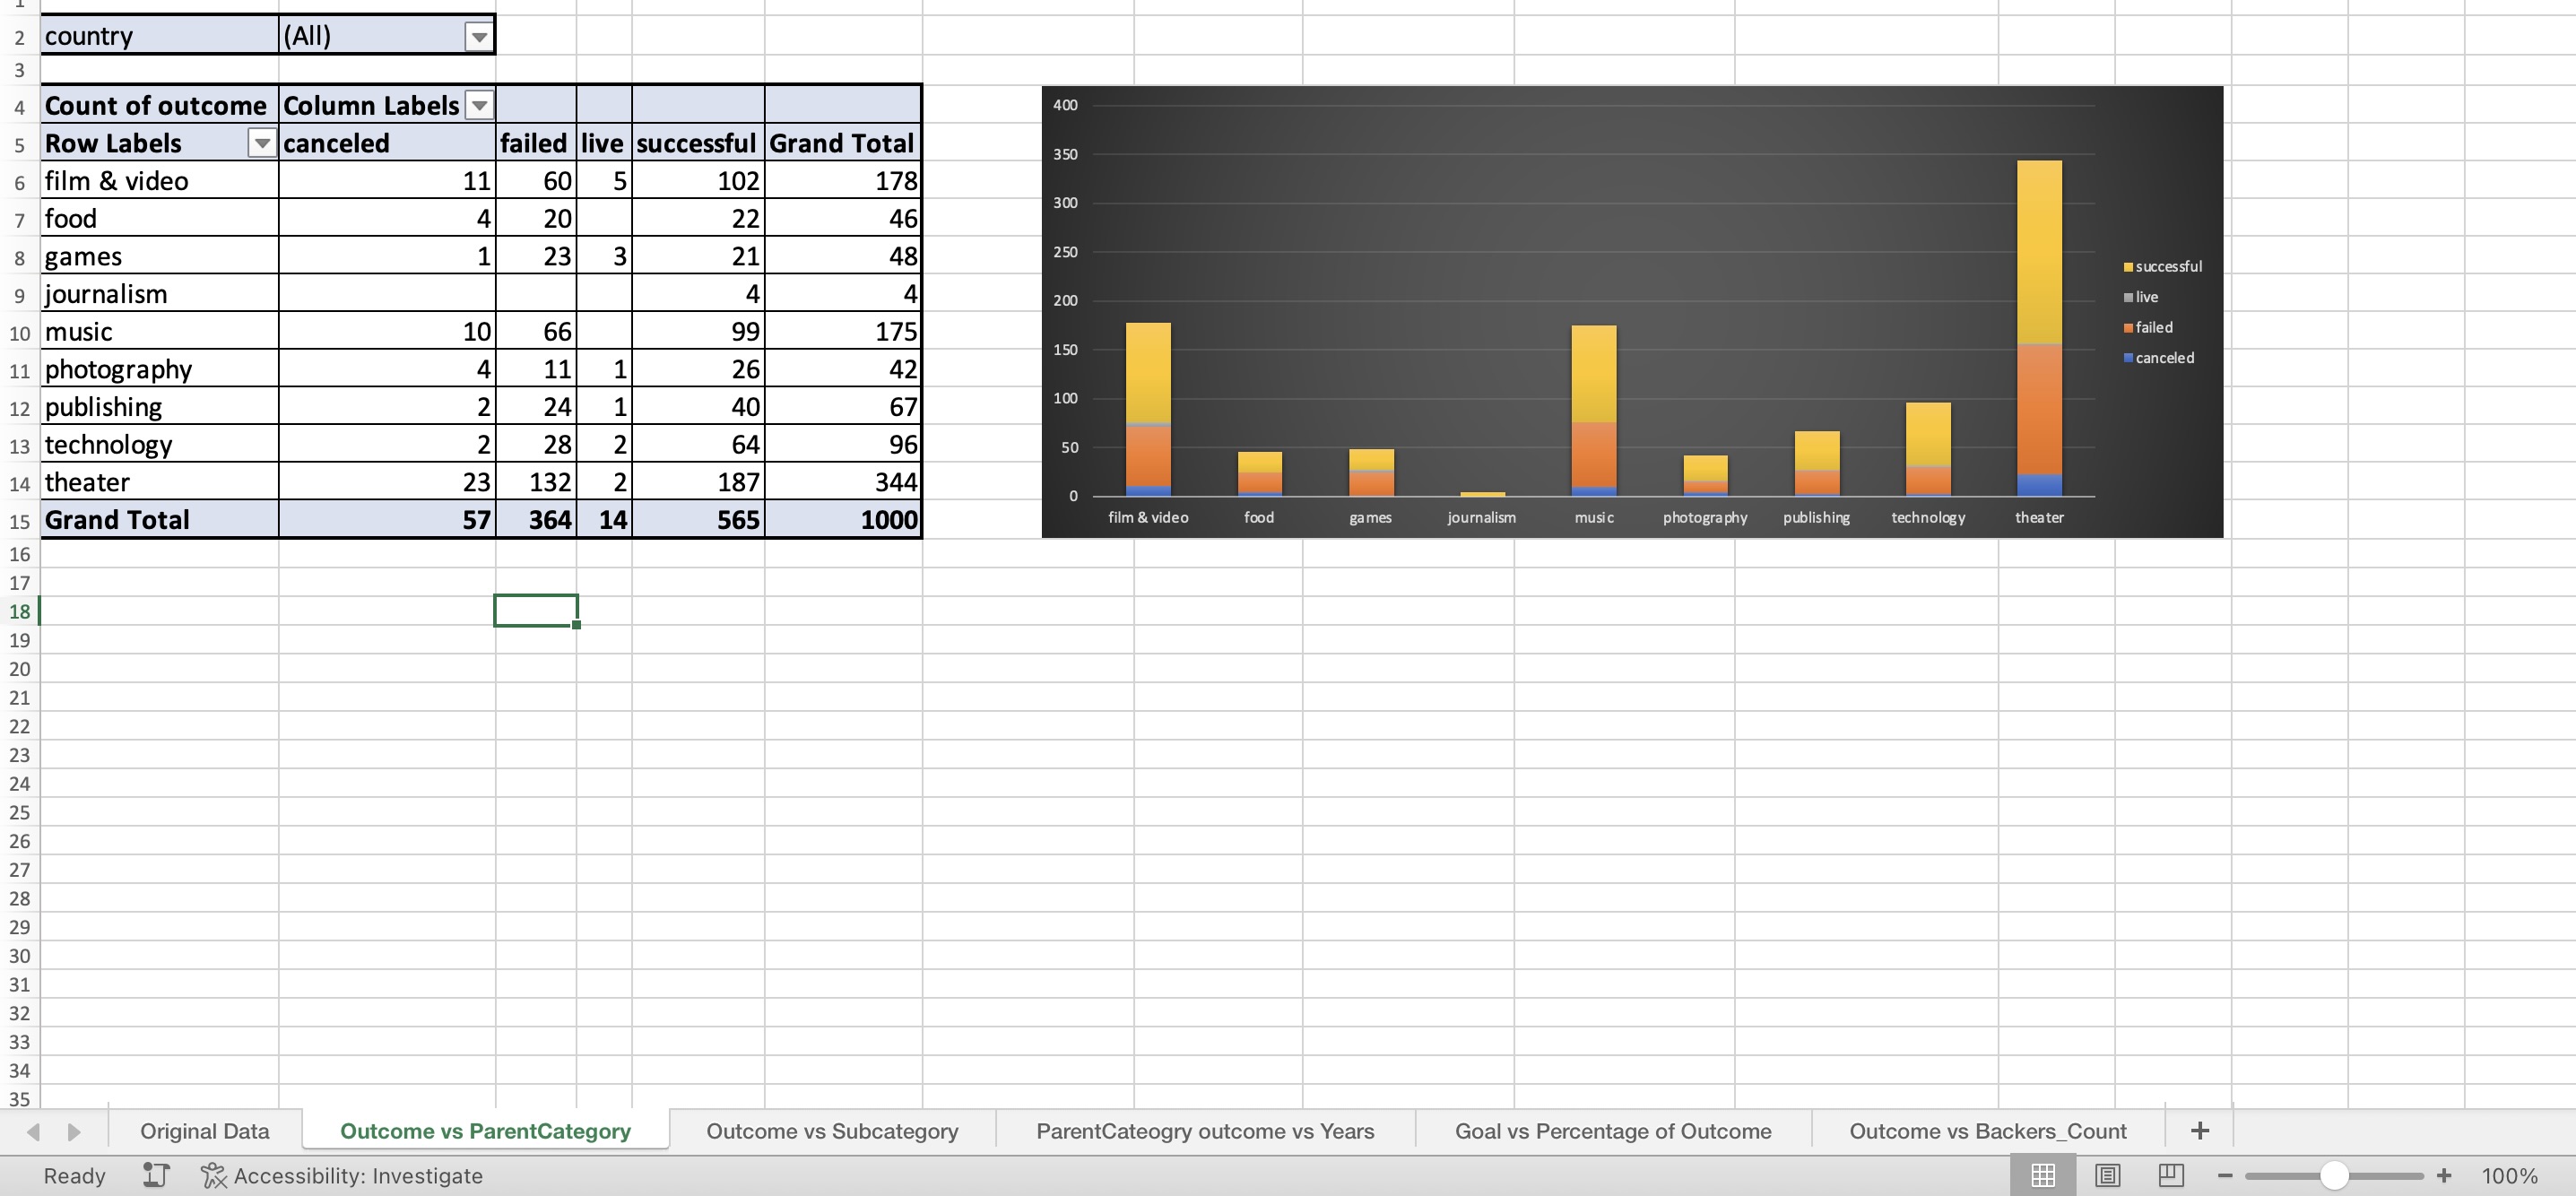 1
2 country (All)
3
4 Count of outcome Column Labels
5 Row Labels canceled failed live successful Grand Total
6 film & video 11 60 5 102 178
7 food 4 20 22 46
8 games 1 23 3 21 48
9 journalism 4 4
10 music 10 66 99 175
11 photography 4 11 1 26 42
12 publishing 2 24 1 40 67
13 technology 2 28 2 64 96
14 theater 23 132 2 187 344
15 Grand Total 57 364 14 565 1000
16
17
18
19
20
21
22
23
24
25
26
27
28
29
30
31
32
33
34
35
400
350
300
250
200
150
100
50
0
film & video food games journalism music photography publishing technology theater
successful
live
failed
canceled
Original Data Outcome vs ParentCategory Outcome vs Subcategory ParentCateogry outcome vs Years Goal vs Percentage of Outcome Outcome vs Backers_Count +
Ready Accessibility: Investigate − + 100%